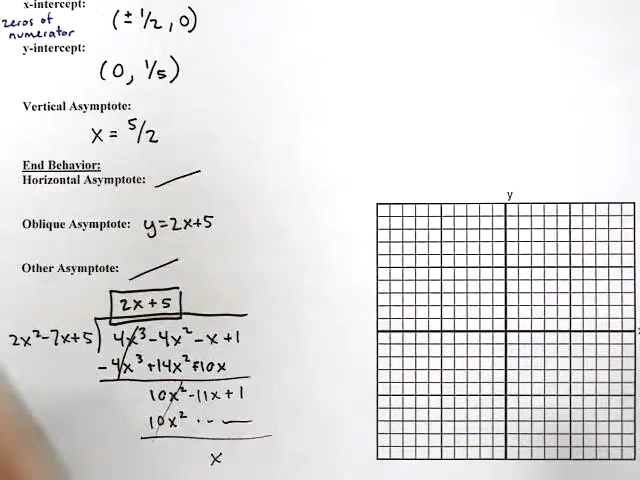 x-intercept:
zeros of
numerator
(± 1/2, 0)
y-intercept:
(0, 1/5)
Vertical Asymptote:
x = 5/2
End Behavior:
Horizontal Asymptote:
Oblique Asymptote: y=2x+5
Other Asymptote:
2x+5
2x²-7x+5) 4x³-4x²-x+1
-4x³+14x²+10x
10x²-11x+1
10x² - - —
x
y
x